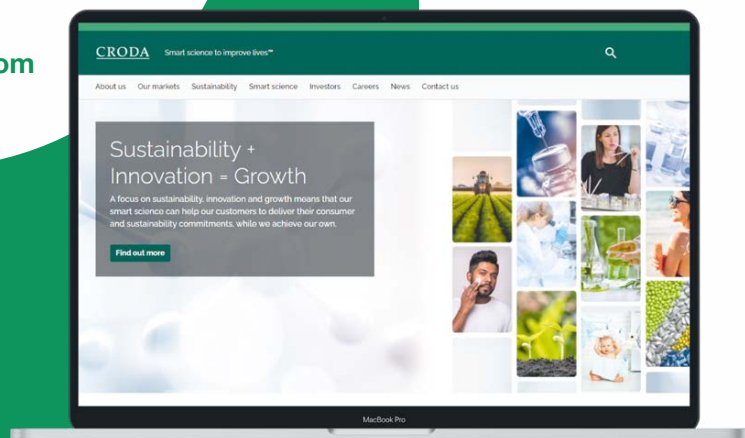 om
CRODA Smart science to improve lives™
About us Our markets Sustainability Smart science Investors Careers News Contact us
Sustainability +
Innovation = Growth
A focus on sustainability, innovation and growth means that our
smart science can help our customers to deliver their consumer
and sustainability commitments, while we achieve our own.
Find out more
MacBook Pro